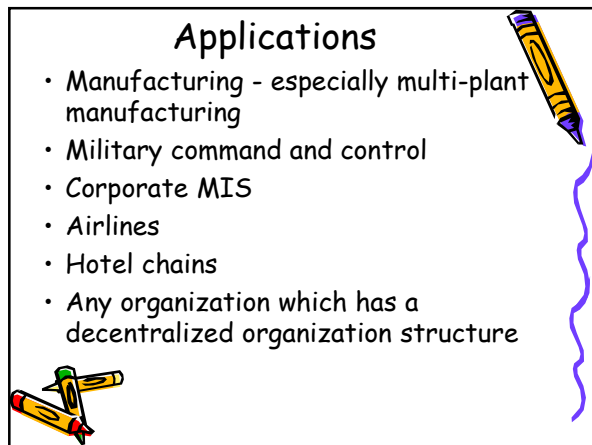 Applications
• Manufacturing - especially multi-plant
manufacturing
• Military command and control
• Corporate MIS
• Airlines
• Hotel chains
• Any organization which has a
decentralized organization structure